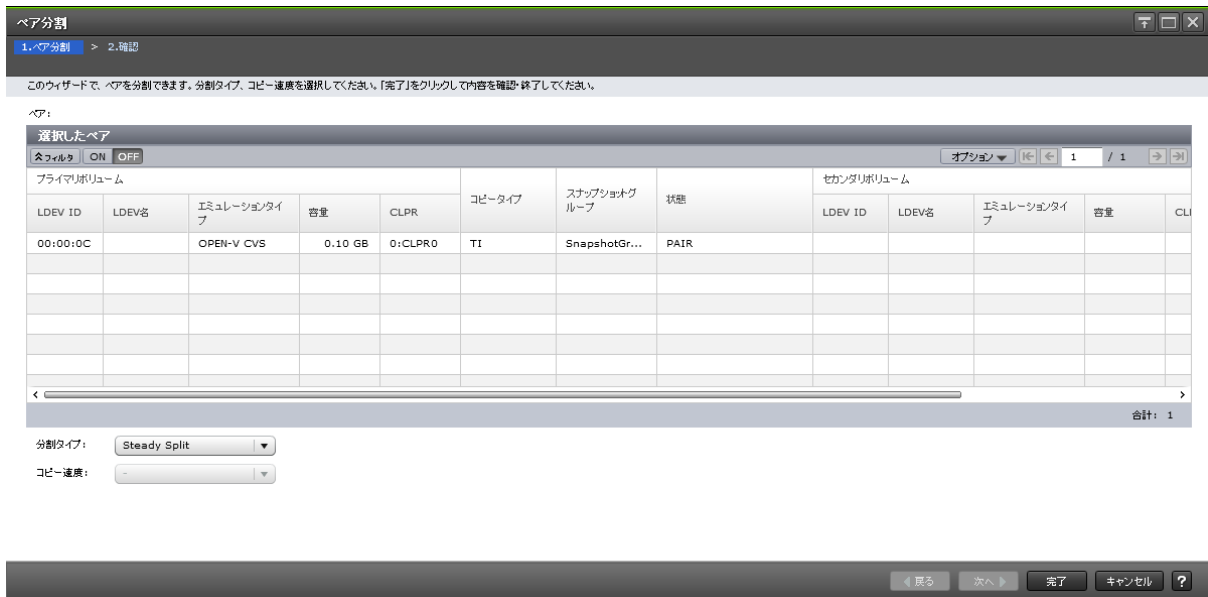 ペア分割
1.ペア分割 > 2.確認
このウィザードで、ペアを分割できます。分割タイプ、コピー速度を選択してください。「完了」をクリックして内容を確認・終了してください。
ペア:
選択したペア
フィルタ ON OFF オプション 1 / 1
プライマリボリューム コピータイプ スナップショットグループ 状態 セカンダリボリューム
LDEV ID LDEV名 エミュレーションタイプ 容量 CLPR LDEV ID LDEV名 エミュレーションタイプ 容量 CL
00:00:0C OPEN-V CVS 0.10 GB 0:CLPR0 TI SnapshotGr... PAIR
合計: 1
分割タイプ: Steady Split
コピー速度: -
戻る 次へ 完了 キャンセル ?